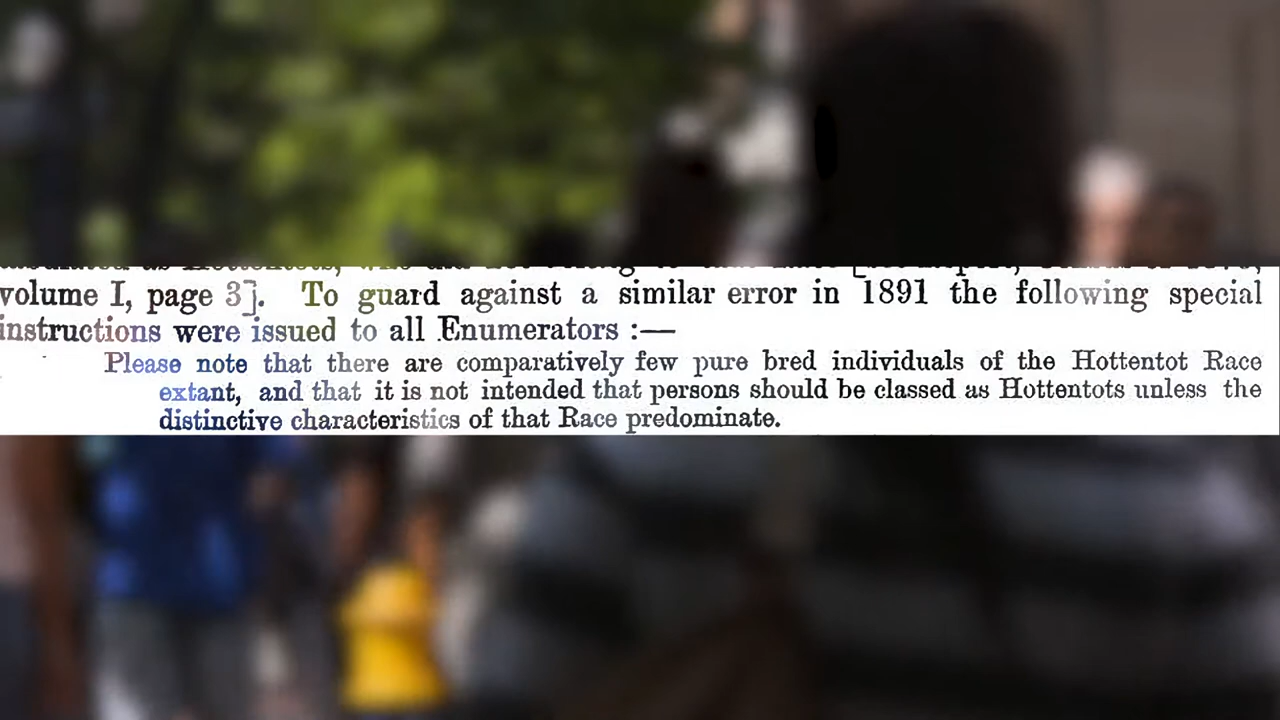 volume I, page 3]. To guard against a similar error in 1891 the following special
instructions were issued to all Enumerators :—
Please note that there are comparatively few pure bred individuals of the Hottentot Race
extant, and that it is not intended that persons should be classed as Hottentots unless the
distinctive characteristics of that Race predominate.